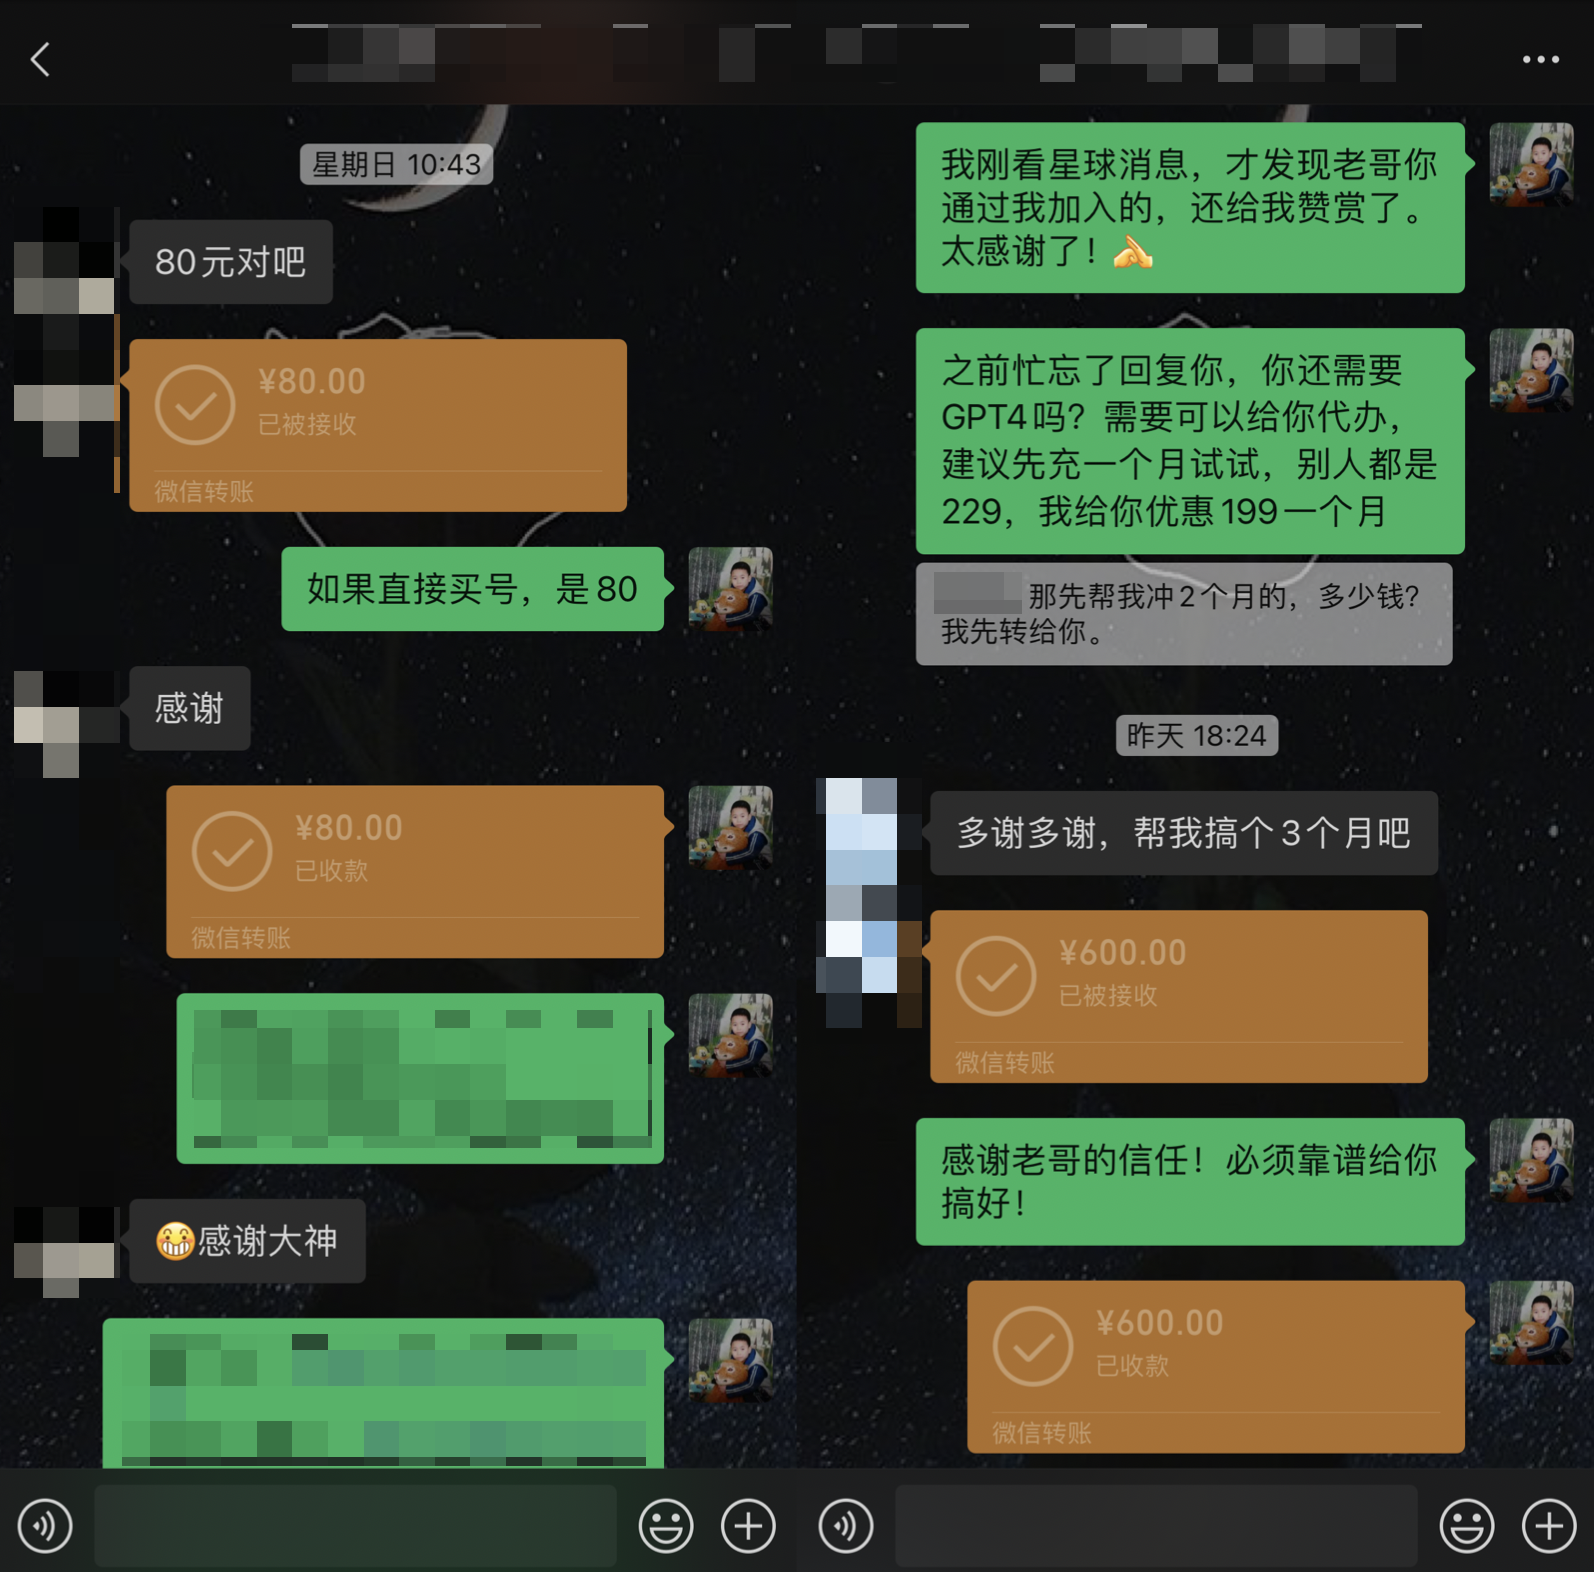 星期日 10:43
80元对吧
¥80.00
已被接收
微信转账
如果直接买号，是80
感谢
¥80.00
已收款
微信转账
😁感谢大神
我刚看星球消息，才发现老哥你
通过我加入的，还给我赞赏了。
太感谢了！🫱
之前忙忘了回复你，你还需要
GPT4吗？需要可以给你代办，
建议先充一个月试试，别人都是
229，我给你优惠199一个月
那先帮我冲2个月的，多少钱？
我先转给你。
昨天 18:24
多谢多谢，帮我搞个3个月吧
¥600.00
已被接收
微信转账
感谢老哥的信任！必须靠谱给你
搞好！
¥600.00
已收款
微信转账